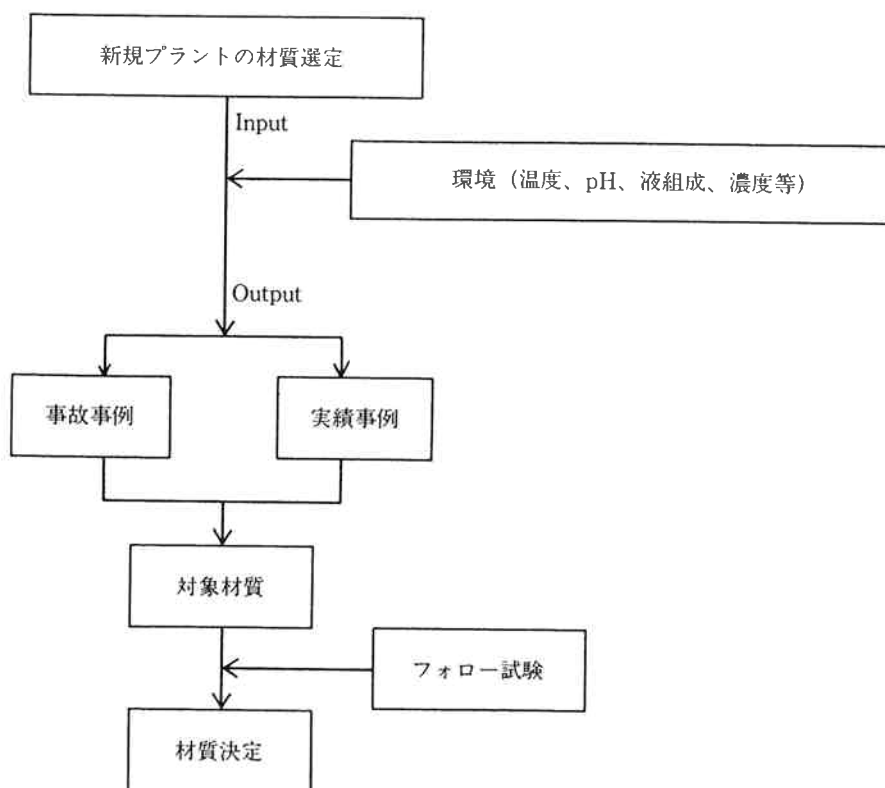 新規プラントの材質選定
Input
環境（温度、pH、液組成、濃度等）
Output
事故事例
実績事例
対象材質
フォロー試験
材質決定